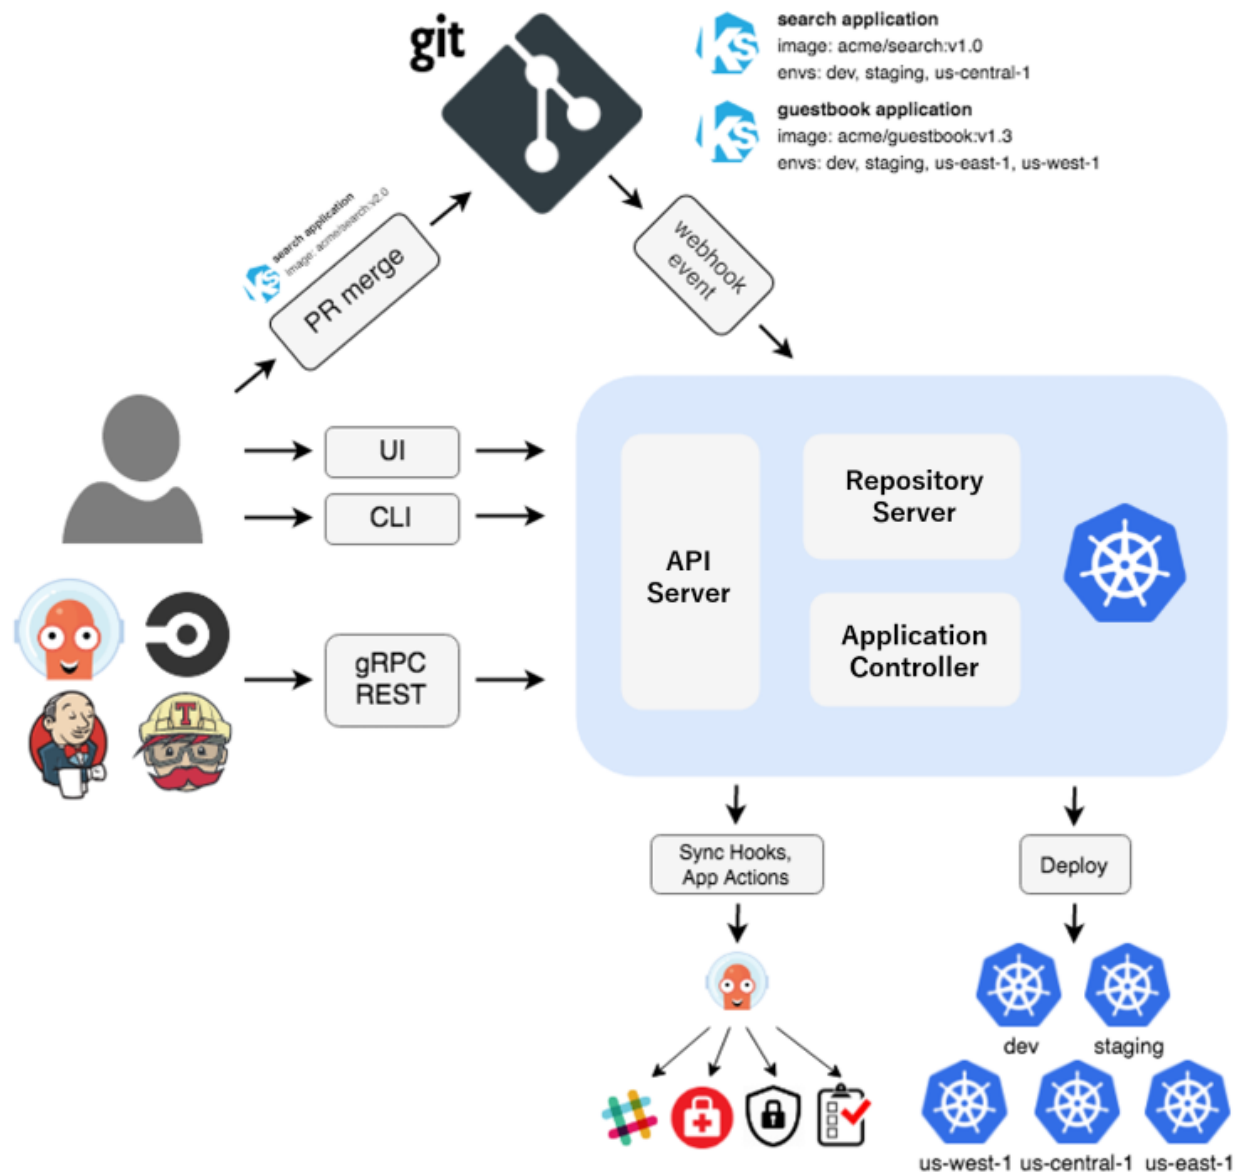 git
search application
image: acme/search:v1.0
envs: dev, staging, us-central-1
guestbook application
image: acme/guestbook:v1.3
envs: dev, staging, us-east-1, us-west-1
search application
image: acme/search:v2.0
PR merge
webhook
event
UI
CLI
gRPC
REST
API
Server
Repository
Server
Application
Controller
Sync Hooks,
App Actions
Deploy
dev
staging
us-west-1
us-central-1
us-east-1
KS
KS
KS
T